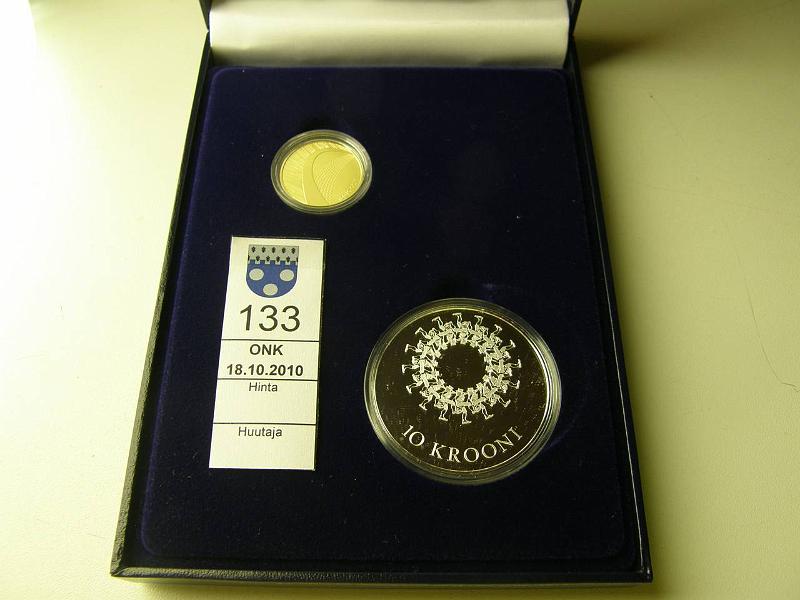 133
ONK
18.10.2010
Hinta
Huutaja
10 KROONI